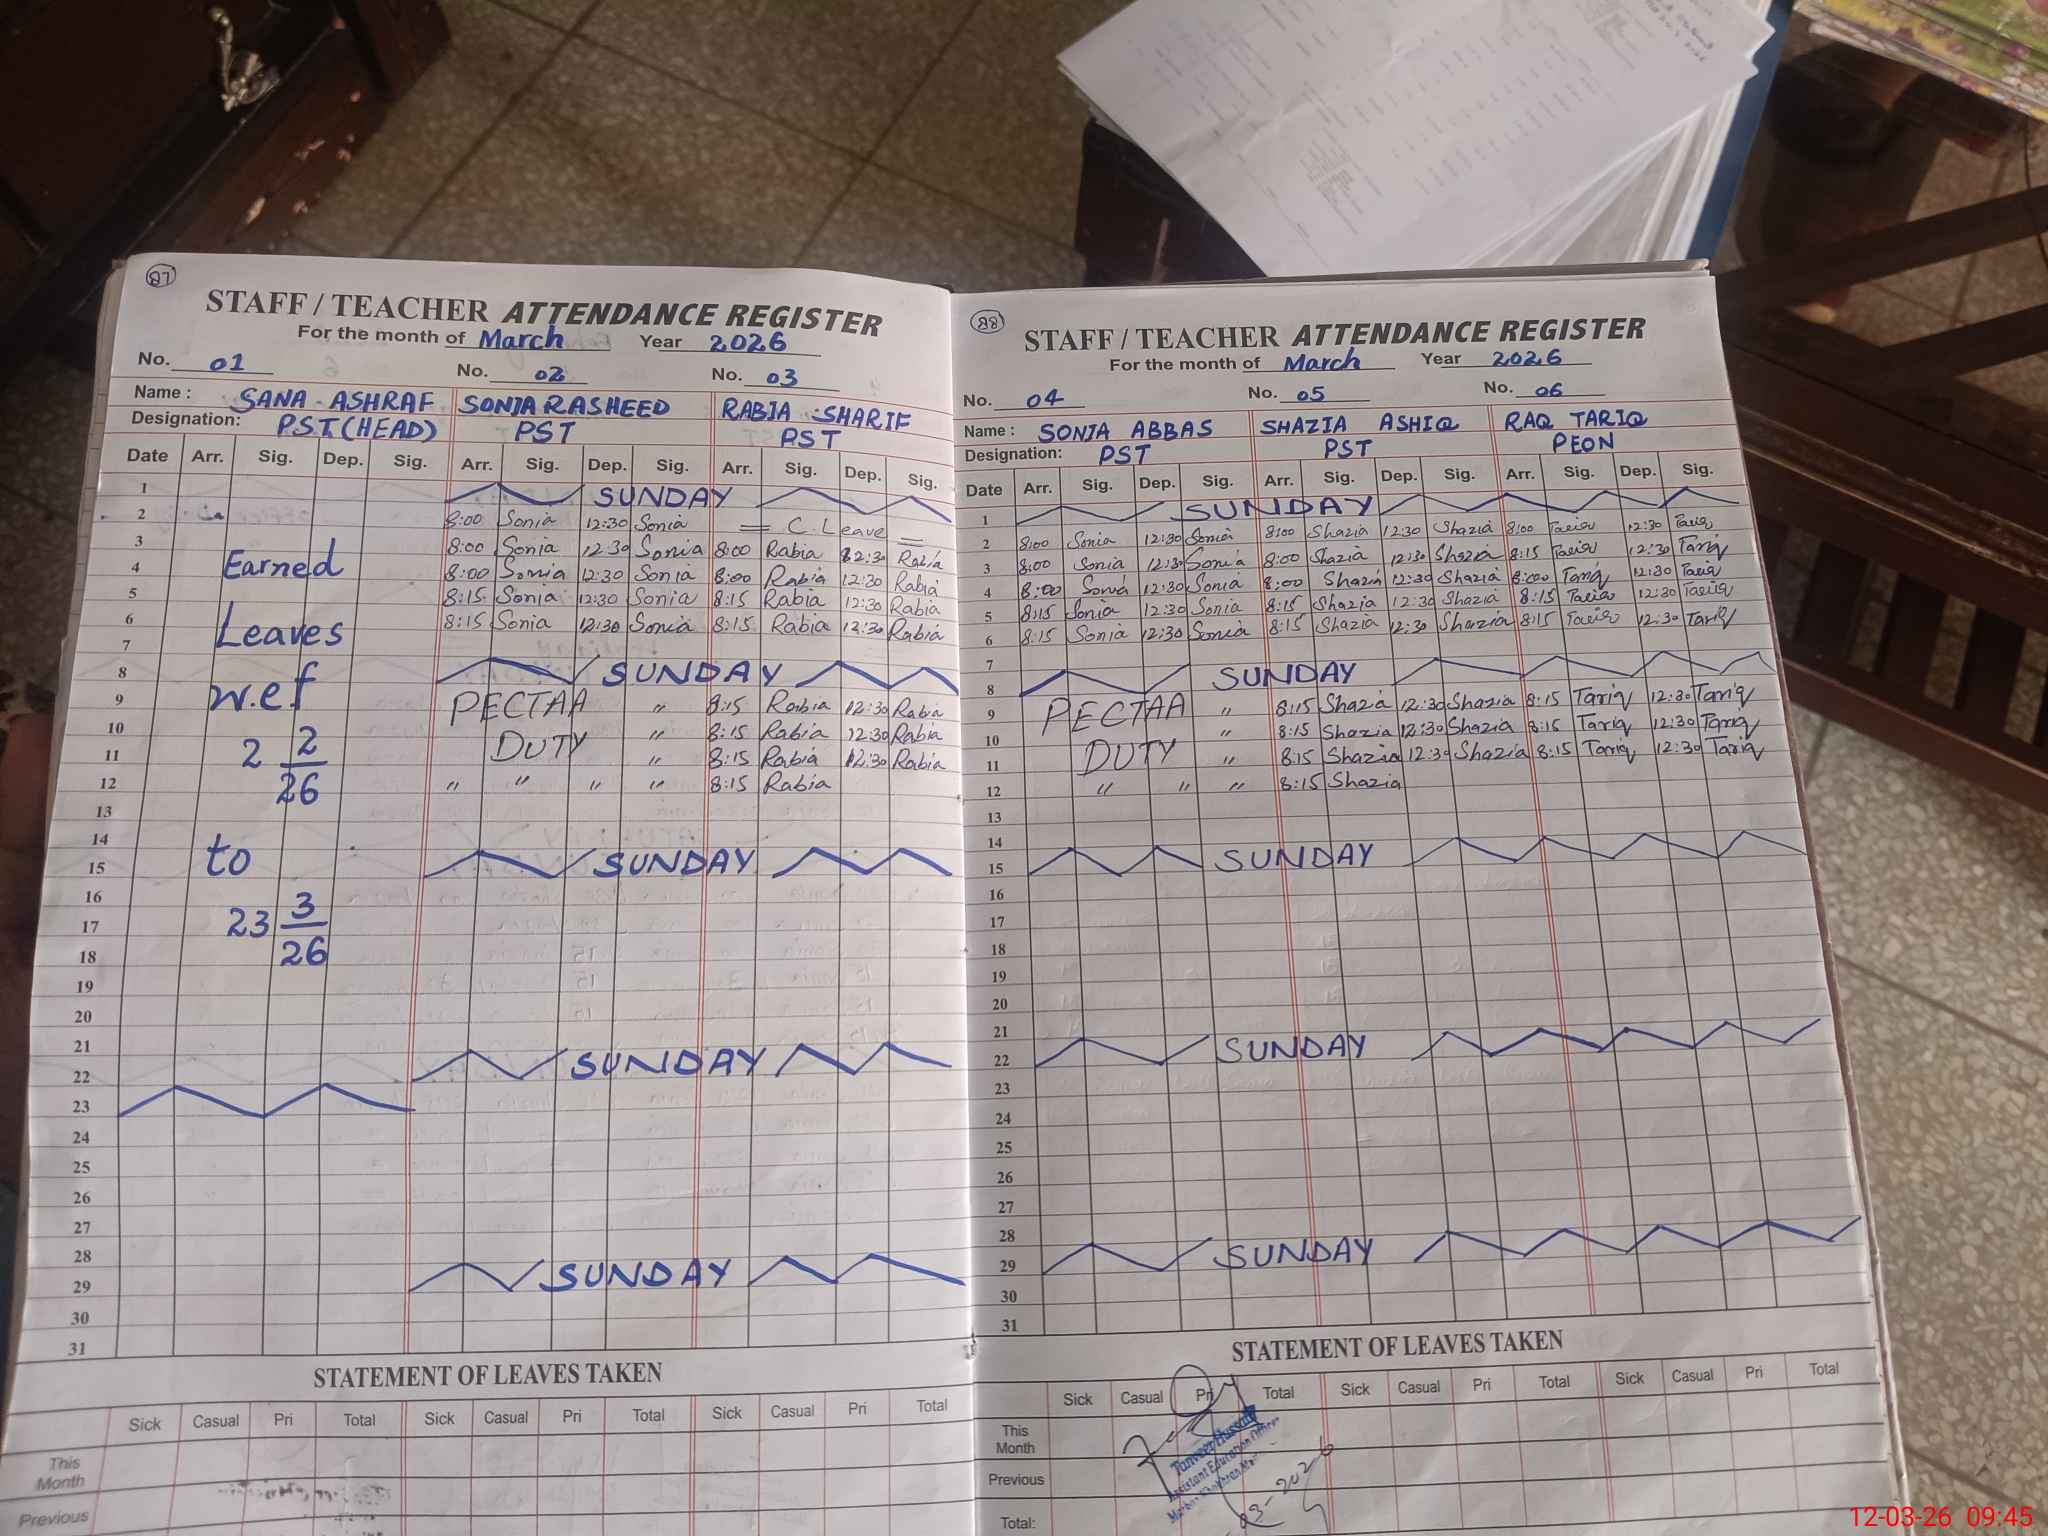 87
STAFF / TEACHER ATTENDANCE REGISTER
For the month of March Year 2026
No. 01 No. 02 No. 03
Name : SANA ASHRAF SONIA RASHEED RABIA SHARIF
Designation: P.S.T (HEAD) PST PST
Date Arr. Sig. Dep. Sig. Arr. Sig. Dep. Sig. Arr. Sig. Dep. Sig.
1 SUNDAY
2 8:00 Sonia 12:30 Sonia = C. Leave =
3 8:00 Sonia 12:30 Sonia 8:00 Rabia 12:30 Rabia
4 Earned 8:00 Sonia 12:30 Sonia 8:00 Rabia 12:30 Rabia
5 8:15 Sonia 12:30 Sonia 8:15 Rabia 12:30 Rabia
6 Leaves 8:15 Sonia 12:30 Sonia 8:15 Rabia 12:30 Rabia
7
8 w.e.f SUNDAY
9 PECTAA " 8:15 Rabia 12:30 Rabia
10 2 2/26 " 8:15 Rabia 12:30 Rabia
11 DUTY " 8:15 Rabia 12:30 Rabia
12 " " " " 8:15 Rabia
13
14
15 to SUNDAY
16
17 23 3/26
18
19
20
21
22 SUNDAY
23
24
25
26
27
28
29 SUNDAY
30
31
STATEMENT OF LEAVES TAKEN
Sick Casual Pri Total Sick Casual Pri Total Sick Casual Pri Total
This Month
Previous
88
STAFF / TEACHER ATTENDANCE REGISTER
For the month of March Year 2026
No. 04 No. 05 No. 06
Name : SONIA ABBAS SHAZIA ASHIQ RAQ TARIQ
Designation: PST PST PEON
Date Arr. Sig. Dep. Sig. Arr. Sig. Dep. Sig. Arr. Sig. Dep. Sig.
1 SUNDAY
2 8:00 Sonia 12:30 Sonia 8:00 Shazia 12:30 Shazia 8:00 Tariq 12:30 Tariq
3 8:00 Sonia 12:30 Sonia 8:00 Shazia 12:30 Shazia 8:15 Tariq 12:30 Tariq
4 8:00 Sonia 12:30 Sonia 8:00 Shazia 12:30 Shazia 8:00 Tariq 12:30 Tariq
5 8:15 Sonia 12:30 Sonia 8:15 Shazia 12:30 Shazia 8:15 Tariq 12:30 Tariq
6 8:15 Sonia 12:30 Sonia 8:15 Shazia 12:30 Shazia 8:15 Tariq 12:30 Tariq
7
8 SUNDAY
9 PECTAA " 8:15 Shazia 12:30 Shazia 8:15 Tariq 12:30 Tariq
10 " 8:15 Shazia 12:30 Shazia 8:15 Tariq 12:30 Tariq
11 DUTY " 8:15 Shazia 12:30 Shazia 8:15 Tariq 12:30 Tariq
12 " " " 8:15 Shazia
13
14
15 SUNDAY
16
17
18
19
20
21
22 SUNDAY
23
24
25
26
27
28
29 SUNDAY
30
31
STATEMENT OF LEAVES TAKEN
Sick Casual Pri Total Sick Casual Pri Total Sick Casual Pri Total
This Month
Previous
Total:
Tanveer Hussain
Assistant Education Officer
03-2026
12-03-26 09:45